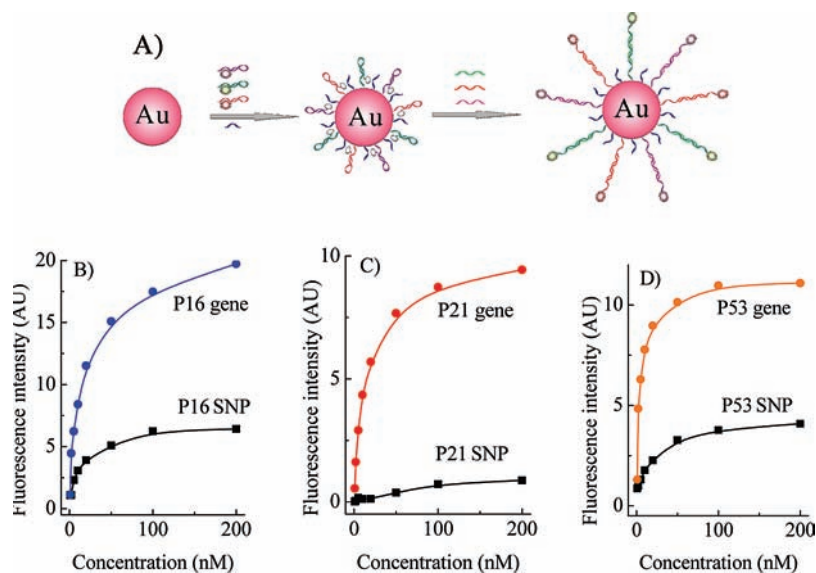 A)
Au
Au
Au
B)
P16 gene
P16 SNP
Fluorescence intensity (AU)
20
15
10
5
0
0
100
200
Concentration (nM)
C)
P21 gene
P21 SNP
Fluorescence intensity (AU)
10
5
0
0
100
200
Concentration (nM)
D)
P53 gene
P53 SNP
Fluorescence intensity (AU)
10
5
0
0
100
200
Concentration (nM)